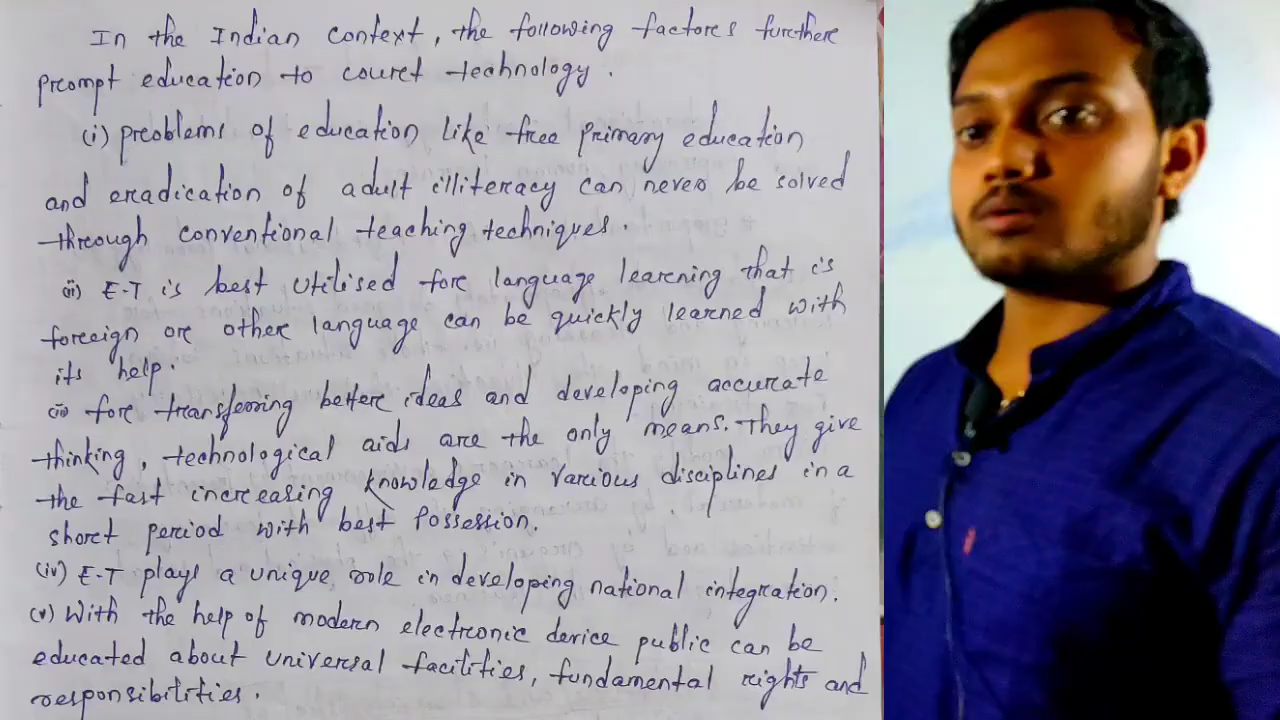 In the Indian context, the following factors further
prompt education to court technology.
(i) problems of education like free primary education
and eradication of adult illiteracy can never be solved
through conventional teaching techniques.
(ii) E.T is best utilised for language learning that is
foreign or other language can be quickly learned with
its help.
(iii) for transferring better ideas and developing accurate
thinking, technological aids are the only means. They give
the fast increasing knowledge in various disciplines in a
short period with best Possession.
(iv) E.T plays a unique role in developing national integration.
(v) With the help of modern electronic device public can be
educated about universal facilities, fundamental rights and
responsibilities.